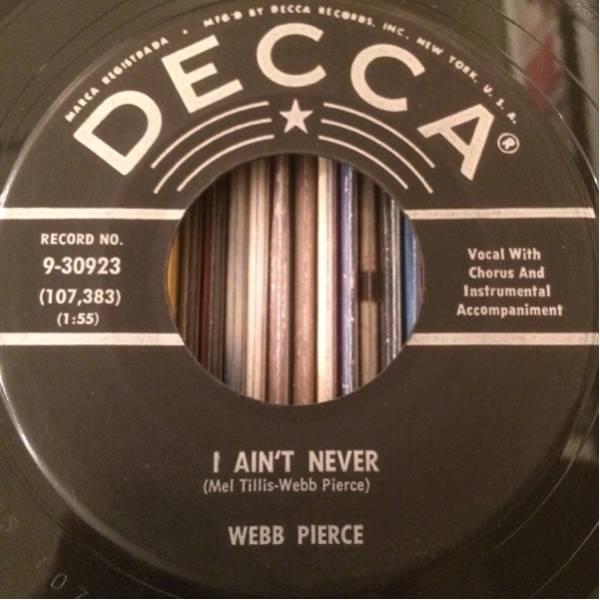 MARCA REGISTRADA • MFG'D BY DECCA RECORDS, INC., NEW YORK, U.S.A.
DECCA®
RECORD NO.
9-30923
(107,383)
(1:55)
Vocal With
Chorus And
Instrumental
Accompaniment
I AIN'T NEVER
(Mel Tillis-Webb Pierce)
WEBB PIERCE